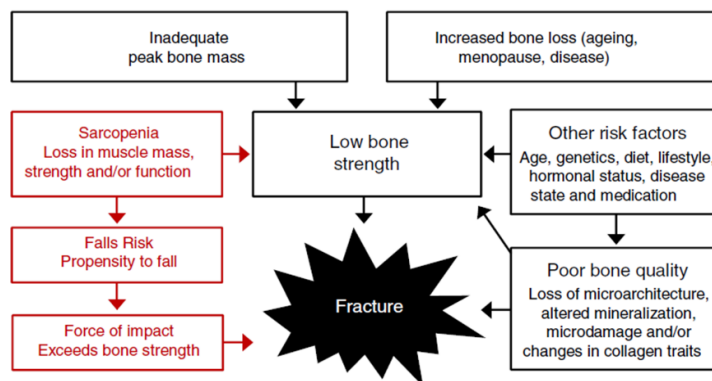 Inadequate
peak bone mass
Increased bone loss (ageing,
menopause, disease)
Sarcopenia
Loss in muscle mass,
strength and/or function
Low bone
strength
Other risk factors
Age, genetics, diet, lifestyle,
hormonal status, disease
state and medication
Falls Risk
Propensity to fall
Force of impact
Exceeds bone strength
Fracture
Poor bone quality
Loss of microarchitecture,
altered mineralization,
microdamage and/or
changes in collagen traits